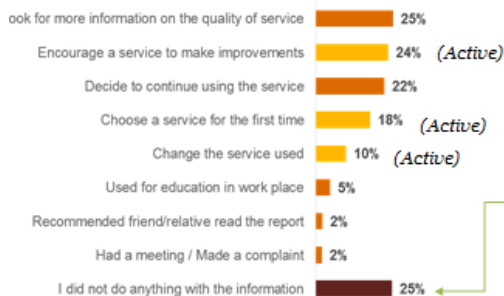 ook for more information on the quality of service 25%
Encourage a service to make improvements 24% (Active)
Decide to continue using the service 22%
Choose a service for the first time 18% (Active)
Change the service used 10% (Active)
Used for education in work place 5%
Recommended friend/relative read the report 2%
Had a meeting / Made a complaint 2%
I did not do anything with the information 25%